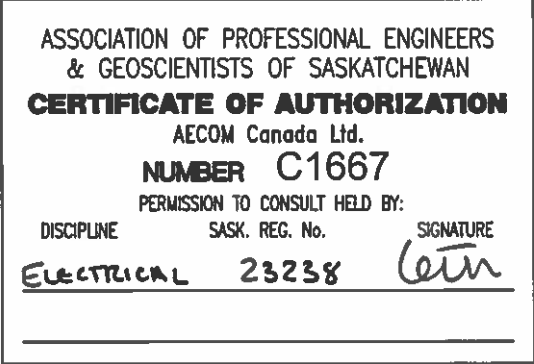 ASSOCIATION OF PROFESSIONAL ENGINEERS
& GEOSCIENTISTS OF SASKATCHEWAN
CERTIFICATE OF AUTHORIZATION
AECOM Canada Ltd.
NUMBER C1667
PERMISSION TO CONSULT HELD BY:
DISCIPLINE SASK. REG. No. SIGNATURE
ELECTRICAL 23238